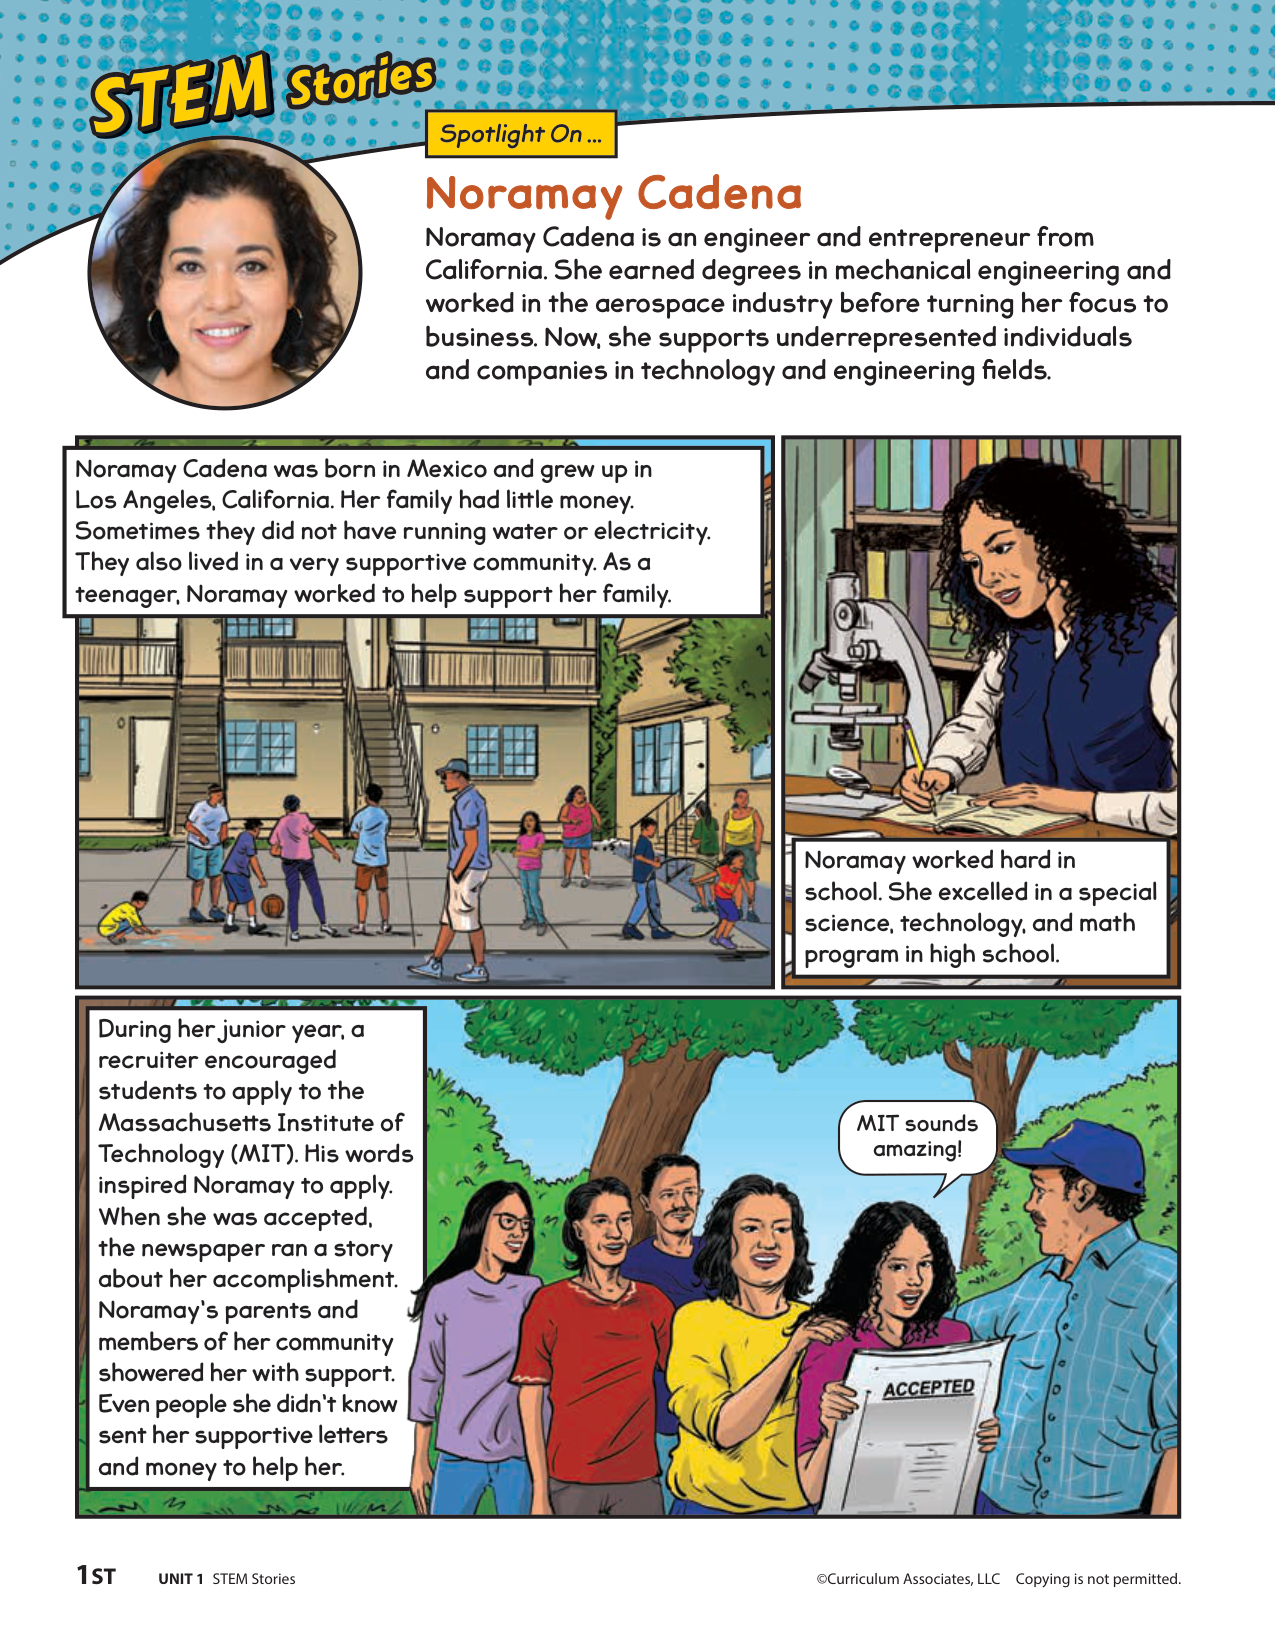 STEM Stories
Spotlight On ...
Noramay Cadena
Noramay Cadena is an engineer and entrepreneur from
California. She earned degrees in mechanical engineering and
worked in the aerospace industry before turning her focus to
business. Now, she supports underrepresented individuals
and companies in technology and engineering fields.
Noramay Cadena was born in Mexico and grew up in
Los Angeles, California. Her family had little money.
Sometimes they did not have running water or electricity.
They also lived in a very supportive community. As a
teenager, Noramay worked to help support her family.
Noramay worked hard in
school. She excelled in a special
science, technology, and math
program in high school.
During her junior year, a
recruiter encouraged
students to apply to the
Massachusetts Institute of
Technology (MIT). His words
inspired Noramay to apply.
When she was accepted,
the newspaper ran a story
about her accomplishment.
Noramay's parents and
members of her community
showered her with support.
Even people she didn't know
sent her supportive letters
and money to help her.
MIT sounds
amazing!
ACCEPTED
1ST UNIT 1 STEM Stories
©Curriculum Associates, LLC Copying is not permitted.